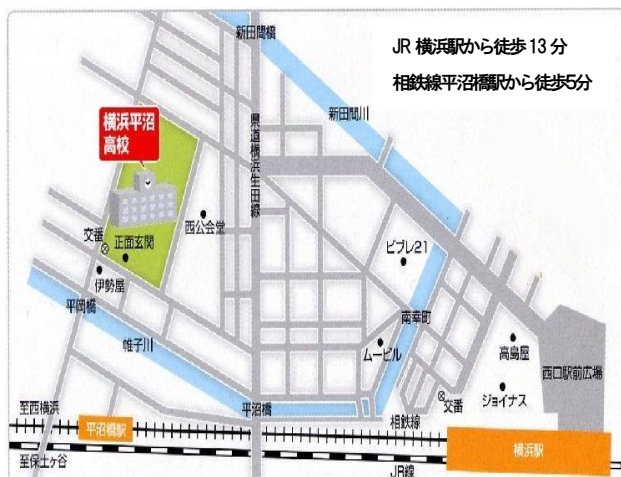 新田間橋
JR 横浜駅から徒歩 13 分
相鉄線平沼橋駅から徒歩5分
新田間川
横浜平沼
高校
県道横浜生田線
西公会堂
交番
正面玄関
伊勢屋
平岡橋
帷子川
ビブレ21
南幸町
ムービル
高島屋
西口駅前広場
交番
ジョイナス
平沼橋
相鉄線
至西横浜
平沼橋駅
横浜駅
至保土ヶ谷
JR線